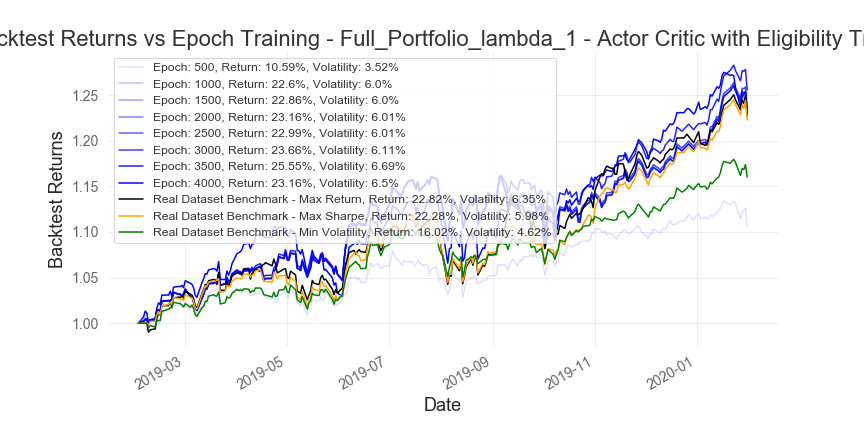 cktest Returns vs Epoch Training - Full_Portfolio_lambda_1 - Actor Critic with Eligibility Tr
Epoch: 500, Return: 10.59%, Volatility: 3.52%
Epoch: 1000, Return: 22.6%, Volatility: 6.0%
Epoch: 1500, Return: 22.86%, Volatility: 6.0%
Epoch: 2000, Return: 23.16%, Volatility: 6.01%
Epoch: 2500, Return: 22.99%, Volatility: 6.01%
Epoch: 3000, Return: 23.66%, Volatility: 6.11%
Epoch: 3500, Return: 25.55%, Volatility: 6.69%
Epoch: 4000, Return: 23.16%, Volatility: 6.5%
Real Dataset Benchmark - Max Return, Return: 22.82%, Volatility: 6.35%
Real Dataset Benchmark - Max Sharpe, Return: 22.28%, Volatility: 5.98%
Real Dataset Benchmark - Min Volatility, Return: 16.02%, Volatility: 4.62%
Backtest Returns
1.25
1.20
1.15
1.10
1.05
1.00
2019-03
2019-05
2019-07
2019-09
2019-11
2020-01
Date